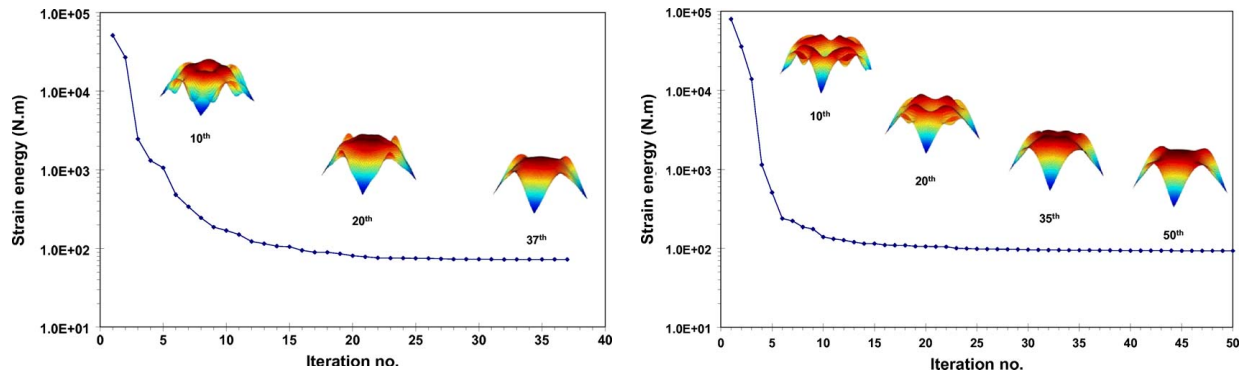 1.0E+05
1.0E+04
1.0E+03
1.0E+02
1.0E+01
Strain energy (N.m)
10th
20th
37th
0 5 10 15 20 25 30 35 40
Iteration no.
1.0E+05
1.0E+04
1.0E+03
1.0E+02
1.0E+01
Strain energy (N.m)
10th
20th
35th
50th
0 5 10 15 20 25 30 35 40 45 50
Iteration no.